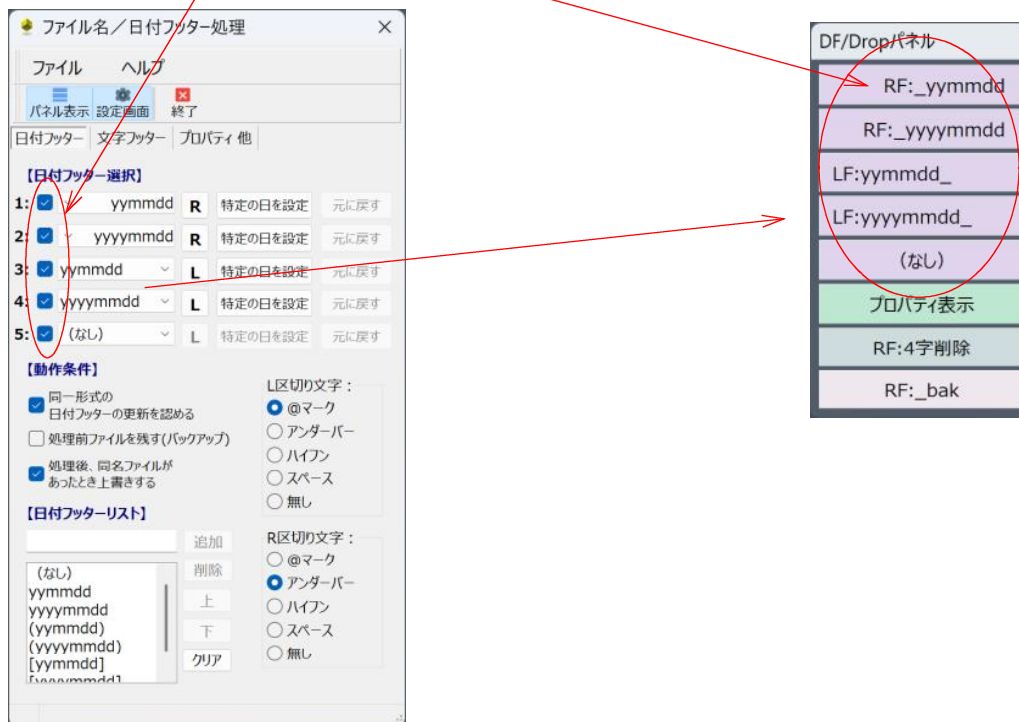 ファイル名／日付フッター処理
ファイル ヘルプ
パネル表示 設定画面 終了
日付フッター 文字フッター プロパティ 他
【日付フッター選択】
1: yymmdd R 特定の日を設定 元に戻す
2: yyyymmdd R 特定の日を設定 元に戻す
3: yymmdd L 特定の日を設定 元に戻す
4: yyyymmdd L 特定の日を設定 元に戻す
5: (なし) L 特定の日を設定 元に戻す
【動作条件】
同一形式の
日付フッターの更新を認める
処理前ファイルを残す(バックアップ)
処理後、同名ファイルが
あったとき上書きする
L区切り文字：
@マーク
アンダーバー
ハイフン
スペース
無し
【日付フッターリスト】
追加
削除
上
下
クリア
(なし)
yymmdd
yyyymmdd
(yymmdd)
(yyyymmdd)
[yymmdd]
[yyyymmdd]
R区切り文字：
@マーク
アンダーバー
ハイフン
スペース
無し
DF/Dropパネル
RF:_yymmdd
RF:_yyyymmdd
LF:yymmdd_
LF:yyyymmdd_
(なし)
プロパティ表示
RF:4字削除
RF:_bak